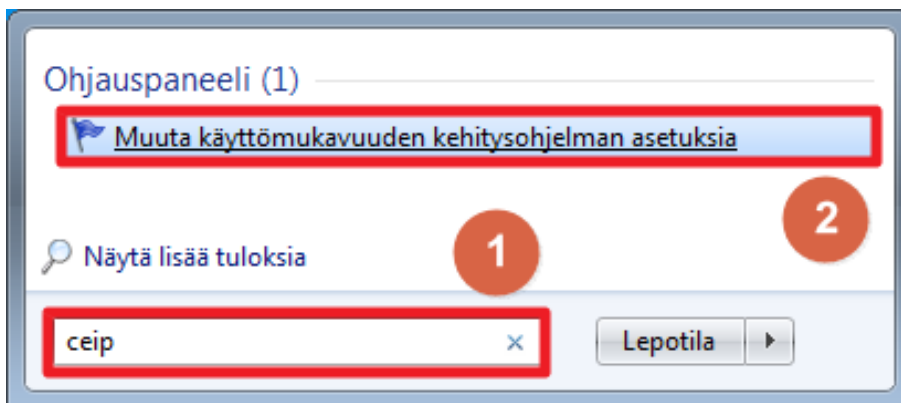 Ohjauspaneeli (1)
Muuta käyttömukavuuden kehitysohjelman asetuksia
2
Näytä lisää tuloksia
1
ceip
Lepotila